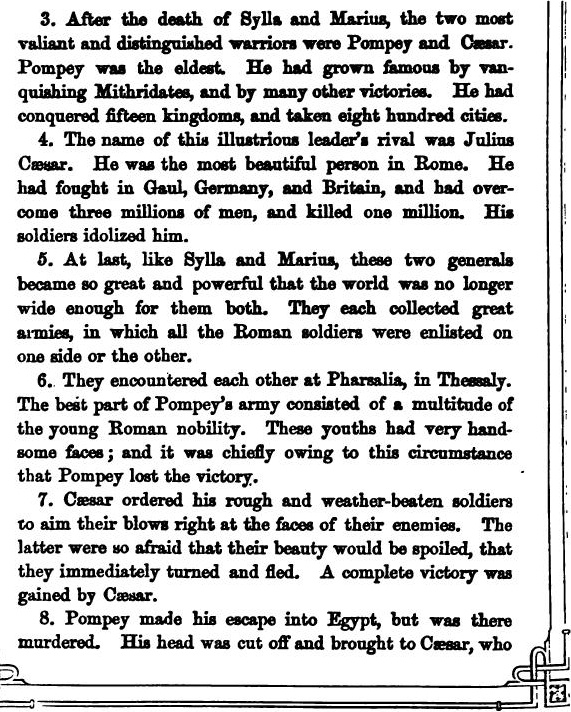 3. After the death of Sylla and Marius, the two most
valiant and distinguished warriors were Pompey and Cæsar.
Pompey was the eldest. He had grown famous by van-
quishing Mithridates, and by many other victories. He had
conquered fifteen kingdoms, and taken eight hundred cities.
4. The name of this illustrious leader's rival was Julius
Cæsar. He was the most beautiful person in Rome. He
had fought in Gaul, Germany, and Britain, and had over-
come three millions of men, and killed one million. His
soldiers idolized him.
5. At last, like Sylla and Marius, these two generals
became so great and powerful that the world was no longer
wide enough for them both. They each collected great
armies, in which all the Roman soldiers were enlisted on
one side or the other.
6. They encountered each other at Pharsalia, in Thessaly.
The best part of Pompey's army consisted of a multitude of
the young Roman nobility. These youths had very hand-
some faces; and it was chiefly owing to this circumstance
that Pompey lost the victory.
7. Cæsar ordered his rough and weather-beaten soldiers
to aim their blows right at the faces of their enemies. The
latter were so afraid that their beauty would be spoiled, that
they immediately turned and fled. A complete victory was
gained by Cæsar.
8. Pompey made his escape into Egypt, but was there
murdered. His head was cut off and brought to Cæsar, who